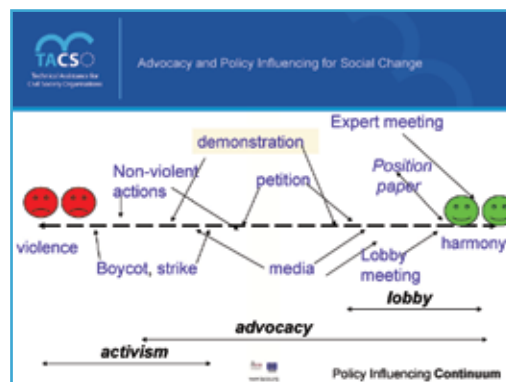 TACSO
Technical Assistance for
Civil Society Organisations
Advocacy and Policy Influencing for Social Change
Expert meeting
demonstration
Non-violent
actions
petition
Position
paper
violence
harmony
Boycot, strike
media
Lobby
meeting
lobby
advocacy
activism
Policy Influencing Continuum